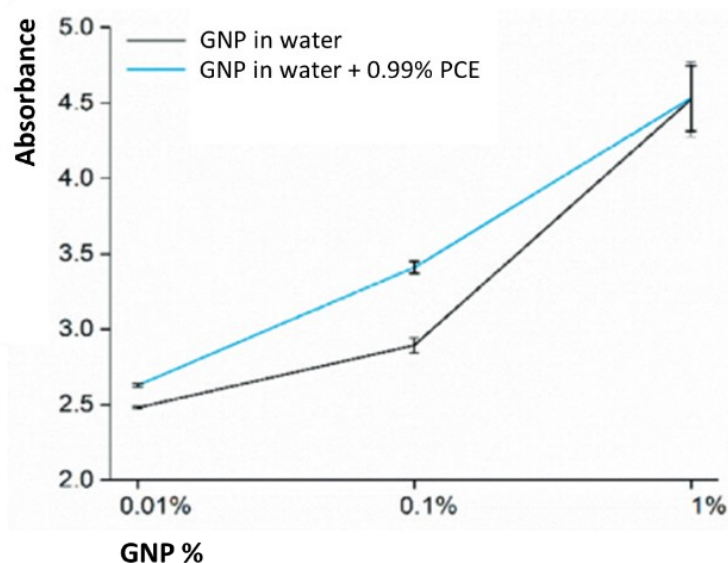 Absorbance
5.0
4.5
4.0
3.5
3.0
2.5
2.0
GNP in water
GNP in water + 0.99% PCE
0.01%
0.1%
1%
GNP %